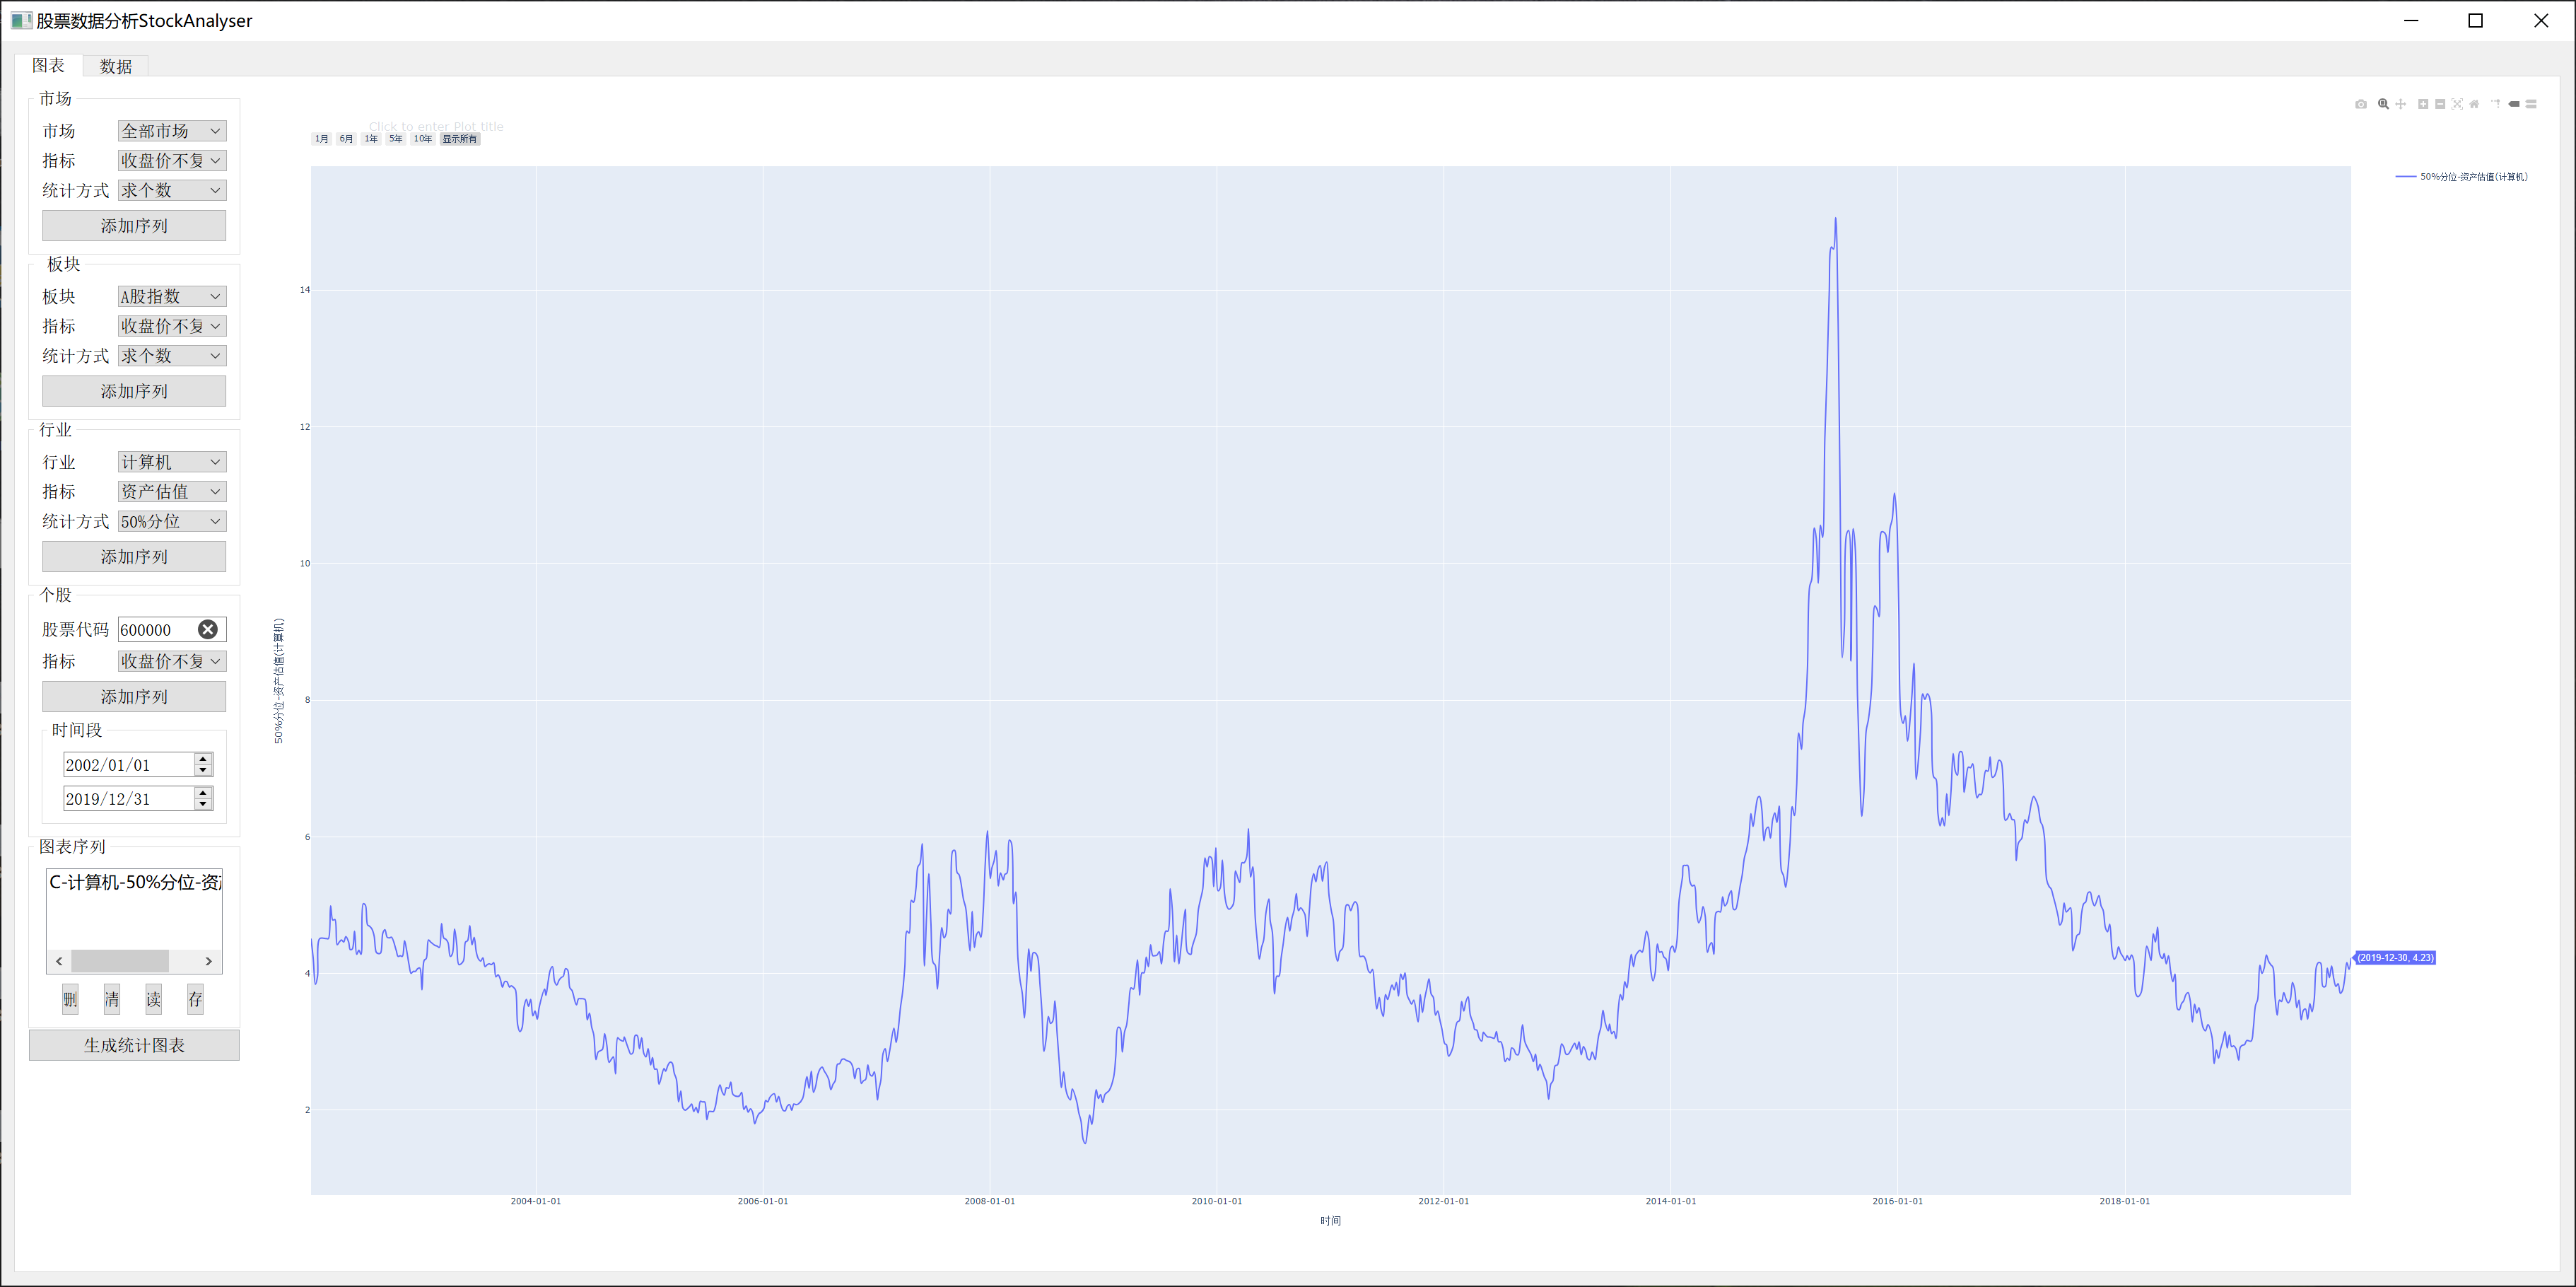 股票数据分析StockAnalyser
图表 数据
市场
市场 全部市场
指标 收盘价不复
统计方式 求个数
添加序列
板块
板块 A股指数
指标 收盘价不复
统计方式 求个数
添加序列
行业
行业 计算机
指标 资产估值
统计方式 50%分位
添加序列
个股
股票代码 600000
指标 收盘价不复
添加序列
时间段
2002/01/01
2019/12/31
图表序列
C-计算机-50%分位-资
删 清 读 存
生成统计图表
Click to enter Plot title
1月 6月 1年 5年 10年 显示所有
50%分位-资产估值(计算机)
14
12
10
8
6
4
2
50%分位-资产估值(计算机)
(2019-12-30, 4.23)
2004-01-01 2006-01-01 2008-01-01 2010-01-01 2012-01-01 2014-01-01 2016-01-01 2018-01-01
时间